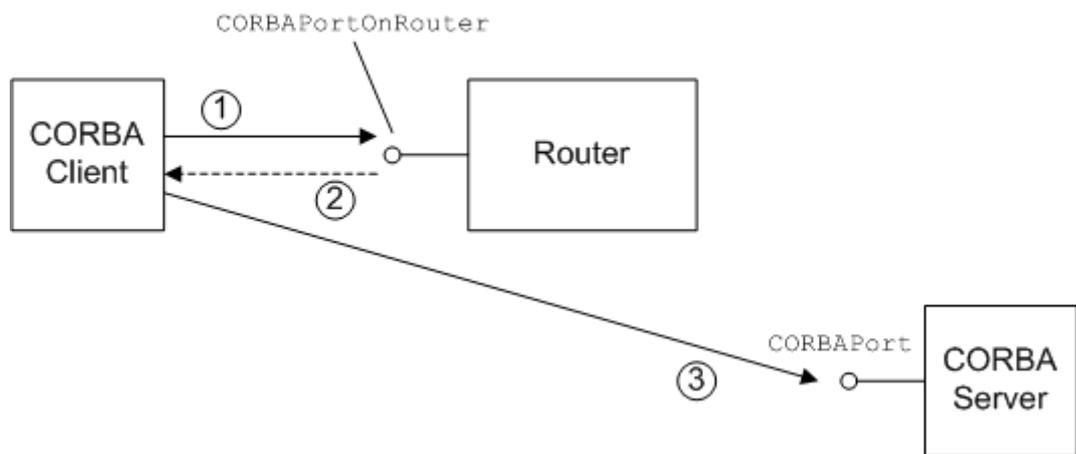 CORBAPortOnRouter
CORBA
Client
1
2
Router
3
CORBAPort
CORBA
Server